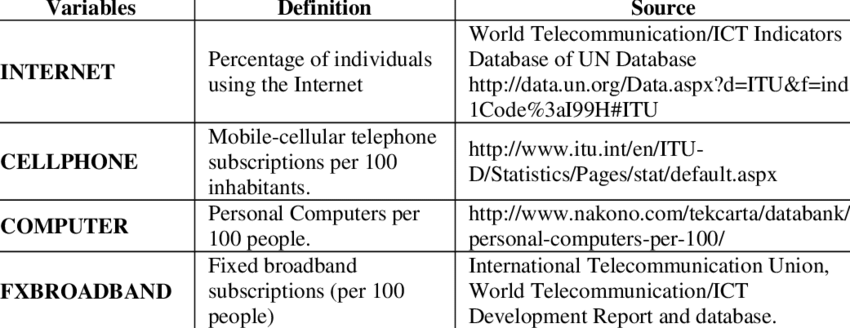 Variables Definition Source
INTERNET
Percentage of individuals
using the Internet
World Telecommunication/ICT Indicators
Database of UN Database
http://data.un.org/Data.aspx?d=ITU&f=ind
1Code%3aI99H#ITU
CELLPHONE
Mobile-cellular telephone
subscriptions per 100
inhabitants.
http://www.itu.int/en/ITU-
D/Statistics/Pages/stat/default.aspx
COMPUTER
Personal Computers per
100 people.
http://www.nakono.com/tekcarta/databank/
personal-computers-per-100/
FXBROADBAND
Fixed broadband
subscriptions (per 100
people)
International Telecommunication Union,
World Telecommunication/ICT
Development Report and database.